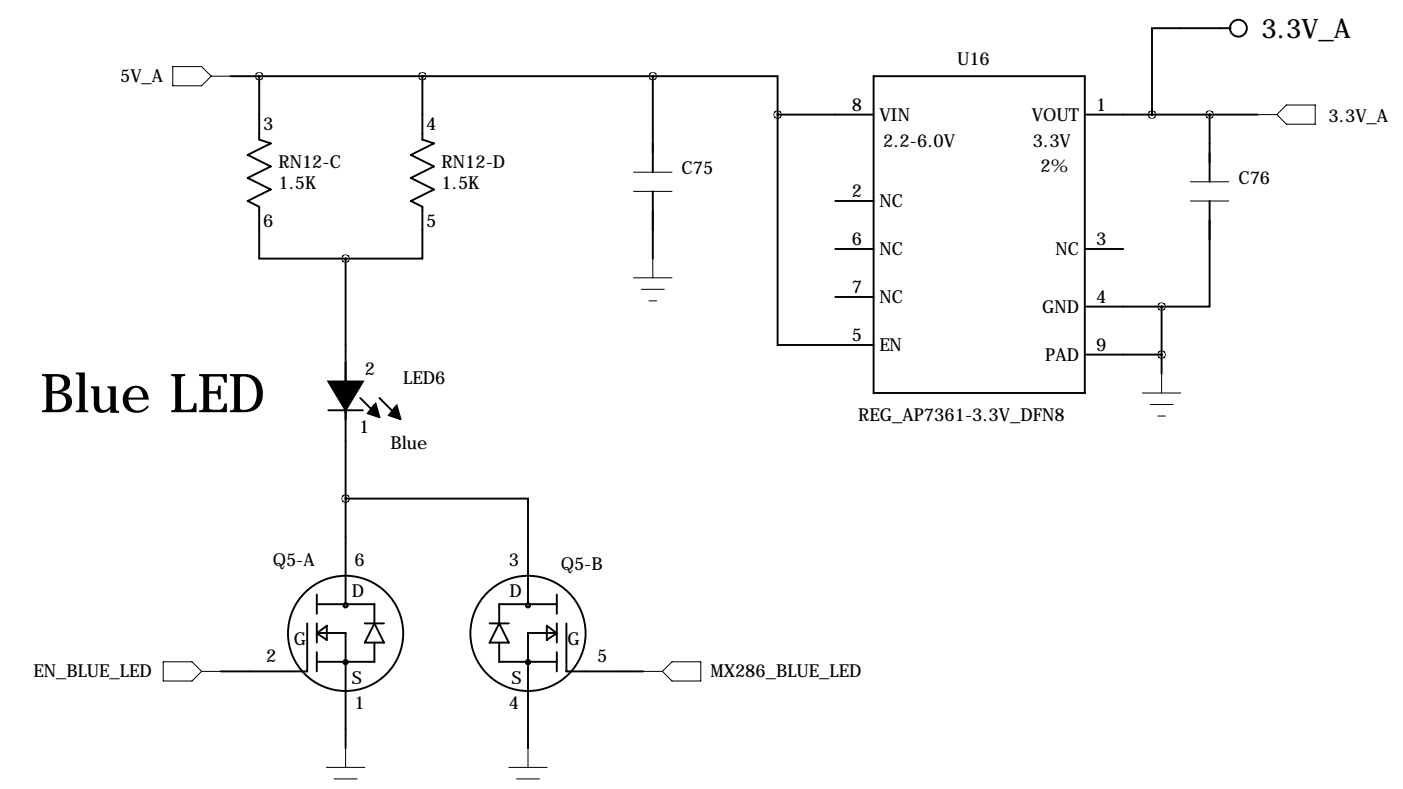 3.3V_A
U16
5V_A
8
VIN
VOUT
1
3.3V_A
2.2-6.0V
3.3V
2%
3
RN12-C
1.5K
6
4
RN12-D
1.5K
5
C75
C76
2
NC
6
NC
NC
3
7
NC
GND
4
5
EN
PAD
9
REG_AP7361-3.3V_DFN8
Blue LED
2
LED6
1
Blue
Q5-A
6
3
Q5-B
D
D
G
G
EN_BLUE_LED
2
5
MX286_BLUE_LED
S
S
1
4